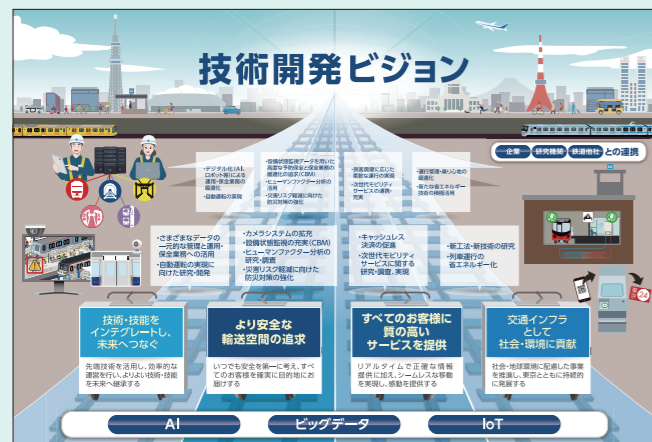 技術開発ビジョン
企業 研究機関 鉄道他社 との連携
・デジタル化（AI、
ロボット等）による
運用・保全業務の
最適化
・自動運転の実現
・設備状態監視データを用いた
高度な予防保全と保全業務の
最適化の追求（CBM）
・ヒューマンファクター分析の
活用
・災害リスク軽減に向けた
防災対策の強化
・旅客需要に応じた
柔軟な運行の実現
・次世代モビリティ
サービスの連携・
充実
・運行管理・乗り心地の
最適化
・新たな省エネルギー
技術の積極活用
・さまざまなデータの
一元的な管理と運用・
保全業務への活用
・自動運転の実現に
向けた研究・開発
・カメラシステムの拡充
・設備状態監視の充実（CBM）
・ヒューマンファクター分析の
研究・調査
・災害リスク軽減に向けた
防災対策の強化
・キャッシュレス
決済の促進
・次世代モビリティ
サービスに関する
研究・調査、実現
・新工法・新技術の研究
・列車運行の
省エネルギー化
技術・技能を
インテグレートし、
未来へつなぐ
先端技術を活用し、効率的な
運営を行い、よりよい技術・技能
を未来へ継承する
より安全な
輸送空間の追求
いつでも安全を第一に考え、すべ
てのお客様を確実に目的地にお
届けする
すべてのお客様に
質の高い
サービスを提供
リアルタイムで正確な情報
提供に加え、シームレスな移動
を実現し、感動を提供する
交通インフラ
として
社会・環境に貢献
社会・地球環境に配慮した事業
を推進し、東京とともに持続的
に発展する
24
AI ビッグデータ IoT